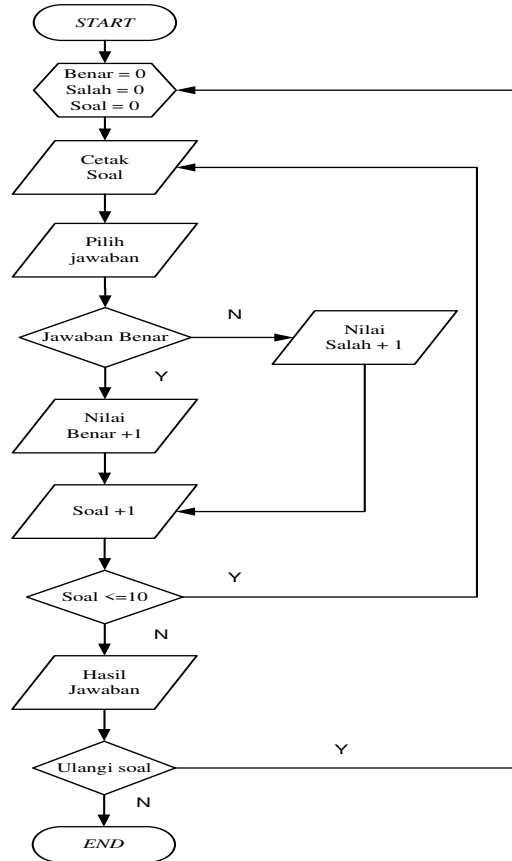 START
Benar = 0
Salah = 0
Soal = 0
Cetak
Soal
Pilih
jawaban
Jawaban Benar
N
Nilai
Salah + 1
Y
Nilai
Benar +1
Soal +1
Soal <=10
Y
N
Hasil
Jawaban
Ulangi soal
Y
N
END